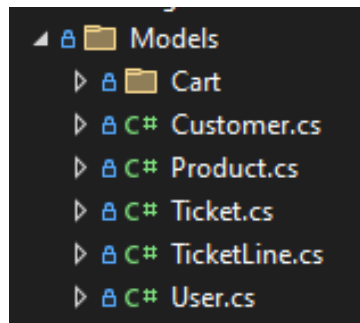 Models
Cart
C# Customer.cs
C# Product.cs
C# Ticket.cs
C# TicketLine.cs
C# User.cs